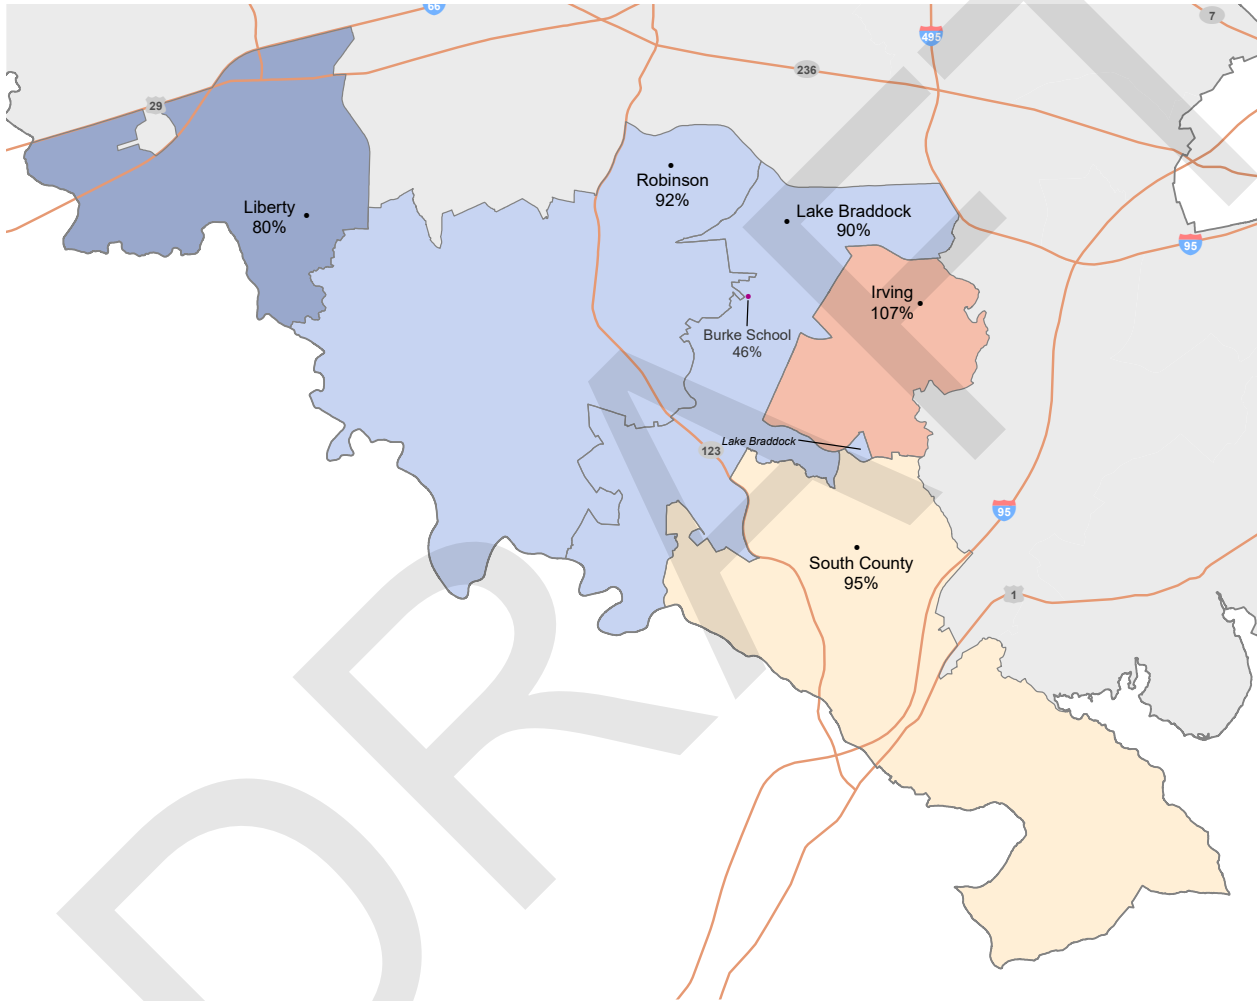 66
7
495
236
29
Robinson
92%
Liberty
80%
Lake Braddock
90%
95
Irving
107%
Burke School
46%
Lake Braddock
123
95
South County
95%
1
DRAFT